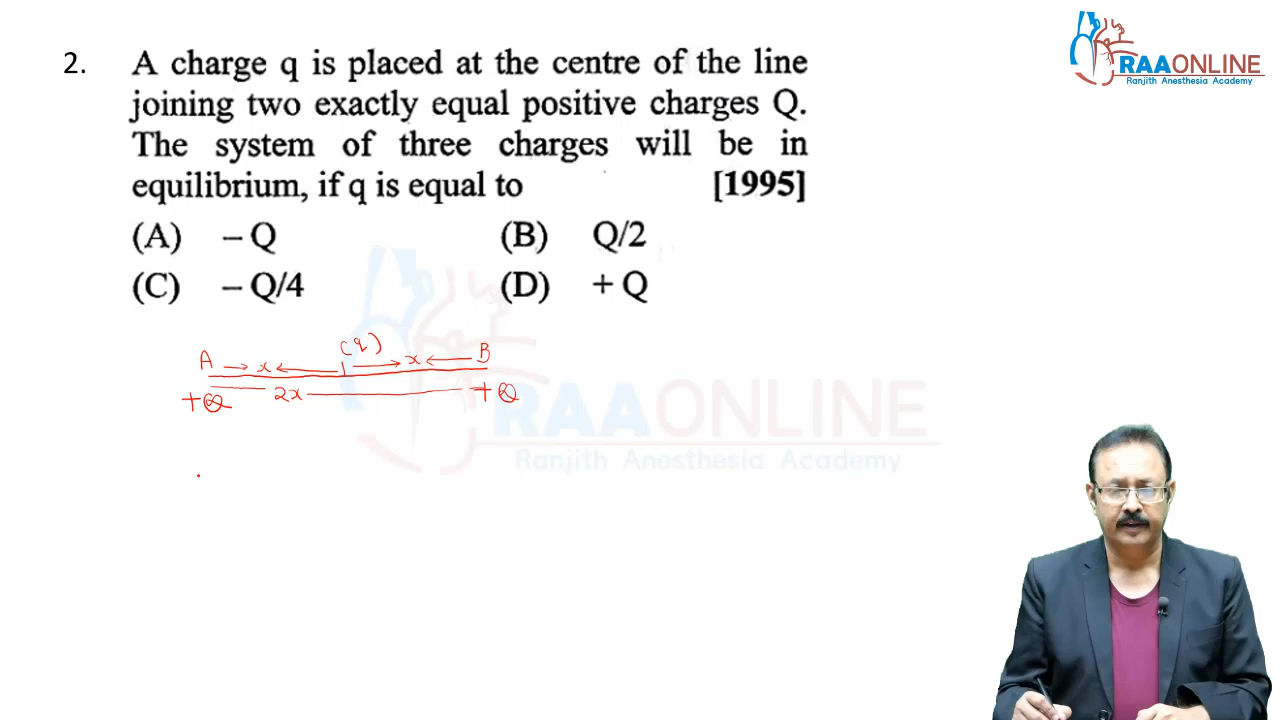 RAAONLINE
Ranjith Anesthesia Academy
2. A charge q is placed at the centre of the line
joining two exactly equal positive charges Q.
The system of three charges will be in
equilibrium, if q is equal to [1995]
(A) – Q (B) Q/2
(C) – Q/4 (D) + Q
(q)
A x x B
+Q 2x +Q
RAAONLINE
Ranjith Anesthesia Academy